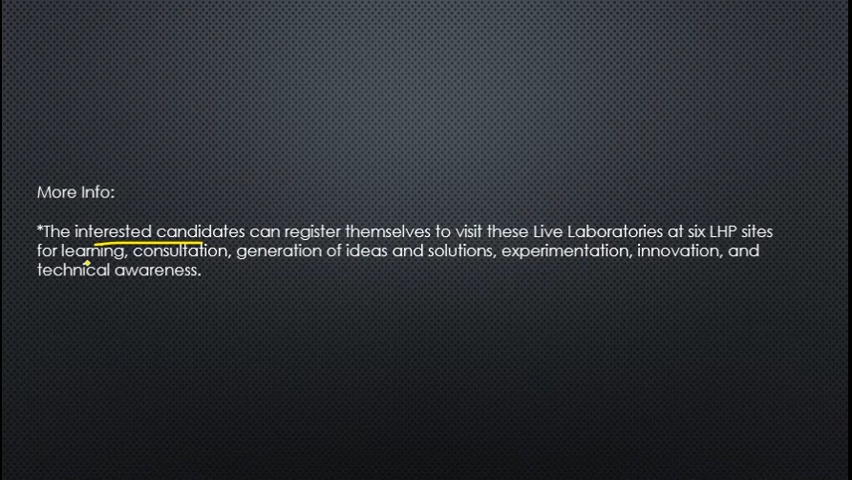 More Info:
*The interested candidates can register themselves to visit these Live Laboratories at six LHP sites
for learning, consultation, generation of ideas and solutions, experimentation, innovation, and
technical awareness.